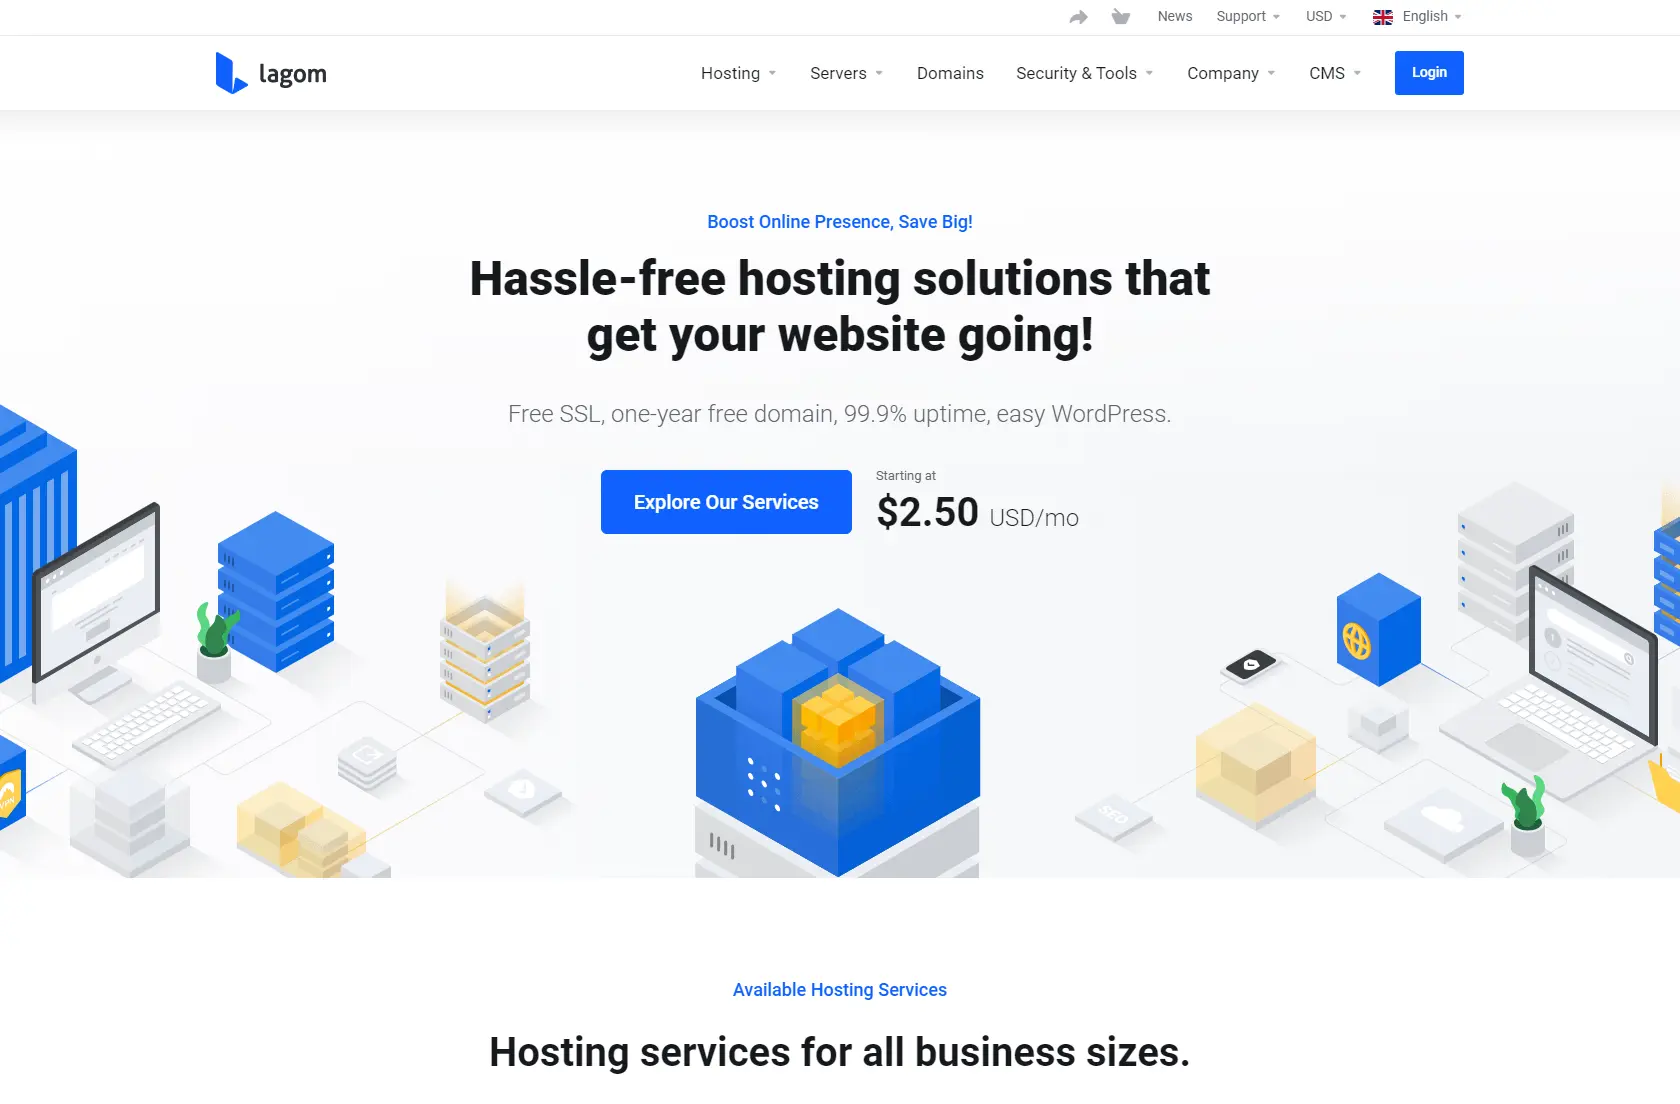 News Support USD English
lagom
Hosting Servers Domains Security & Tools Company CMS Login
Boost Online Presence, Save Big!
Hassle-free hosting solutions that
get your website going!
Free SSL, one-year free domain, 99.9% uptime, easy WordPress.
Explore Our Services
Starting at
$2.50 USD/mo
VPN
SEO
Available Hosting Services
Hosting services for all business sizes.